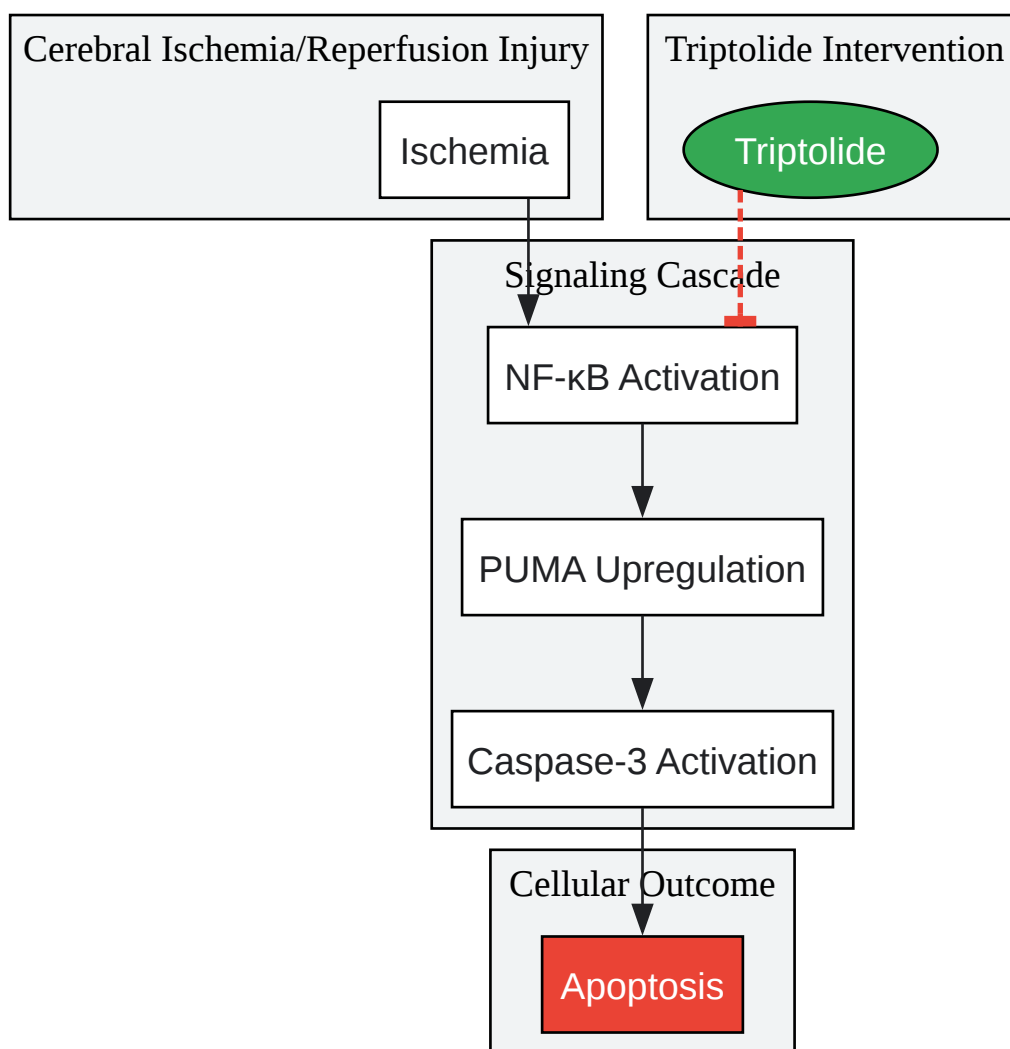 Cerebral Ischemia/Reperfusion Injury
Triptolide Intervention
Ischemia
Triptolide
Signaling Cascade
NF-κB Activation
PUMA Upregulation
Caspase-3 Activation
Cellular Outcome
Apoptosis